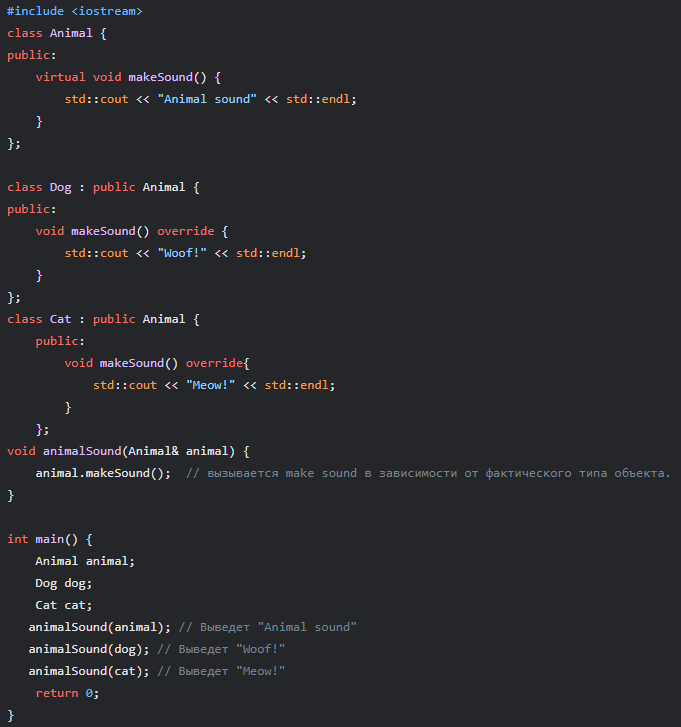 #include <iostream>
class Animal {
public:
    virtual void makeSound() {
        std::cout << "Animal sound" << std::endl;
    }
};

class Dog : public Animal {
public:
    void makeSound() override {
        std::cout << "Woof!" << std::endl;
    }
};
class Cat : public Animal {
    public:
        void makeSound() override{
            std::cout << "Meow!" << std::endl;
        }
    };
void animalSound(Animal& animal) {
    animal.makeSound();  // вызывается make sound в зависимости от фактического типа объекта.
}

int main() {
    Animal animal;
    Dog dog;
    Cat cat;
   animalSound(animal); // Выведет "Animal sound"
   animalSound(dog); // Выведет "Woof!"
   animalSound(cat); // Выведет "Meow!"
    return 0;
}